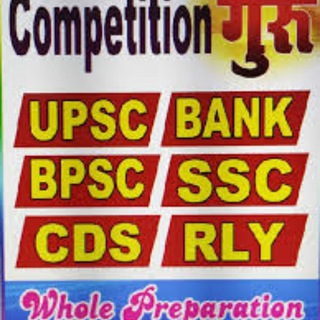 Competition गुरु
UPSC BANK
BPSC SSC
CDS RLY
Whole Preparation